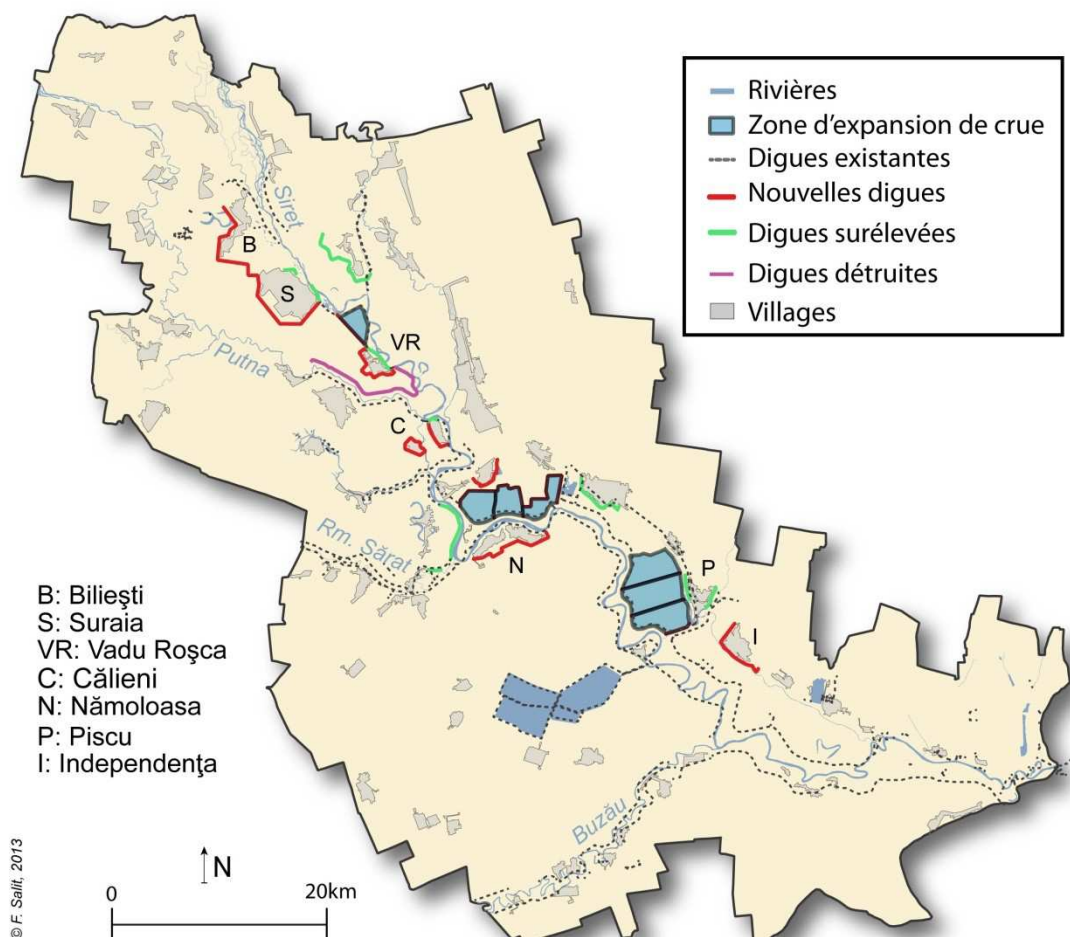 Rivières
Zone d'expansion de crue
Digues existantes
Nouvelles digues
Digues surélevées
Digues détruites
Villages
Siret
B
S
VR
Putna
C
Rm. Sărat
N
P
I
Buzău
B: Bilieşti
S: Suraia
VR: Vadu Roşca
C: Călieni
N: Nămoloasa
P: Piscu
I: Independenţa
N
0 20km
© F. Salit, 2013